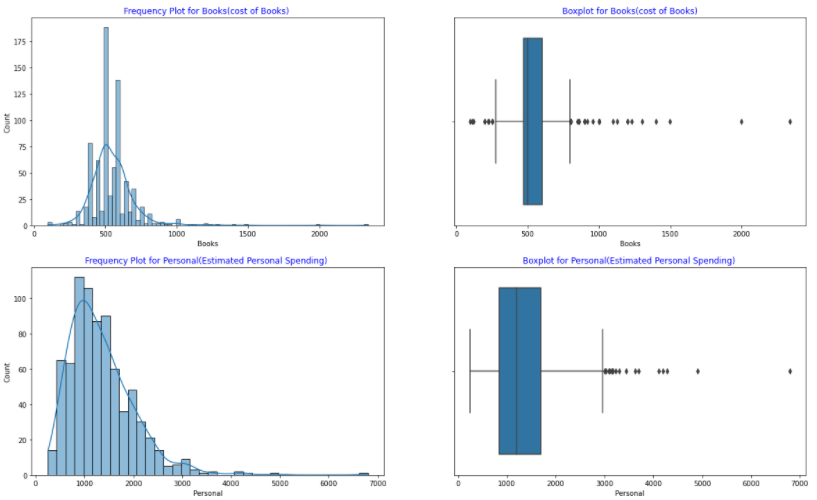 Frequency Plot for Books(cost of Books)
Boxplot for Books(cost of Books)
175
150
125
100
75
50
25
0
Count
0 500 1000 1500 2000
Books
0 500 1000 1500 2000
Books
Frequency Plot for Personal(Estimated Personal Spending)
Boxplot for Personal(Estimated Personal Spending)
100
80
60
40
20
0
Count
0 1000 2000 3000 4000 5000 6000 7000
Personal
0 1000 2000 3000 4000 5000 6000 7000
Personal